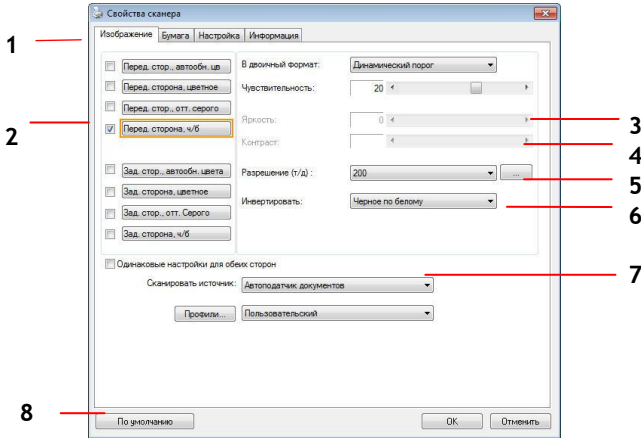 Свойства сканера
1
Изображение Бумага Настройка Информация
Перед. стор., автообн. цв
В двоичный формат: Динамический порог
Перед. сторона, цветное
Чувствительность: 20
Перед. стор., отт. серого
Яркость: 0
3
2
Перед. сторона, ч/б
Контраст:
4
Зад. стор., автообн. цвета
Разрешение (т/д) : 200 ...
5
Зад. сторона, цветное
Инвертировать: Черное по белому
6
Зад. стор., отт. Серого
Зад. сторона, ч/б
Одинаковые настройки для обеих сторон
7
Сканировать источник: Автоподатчик документов
Профили... Пользовательский
8
По умолчанию OK Отменить